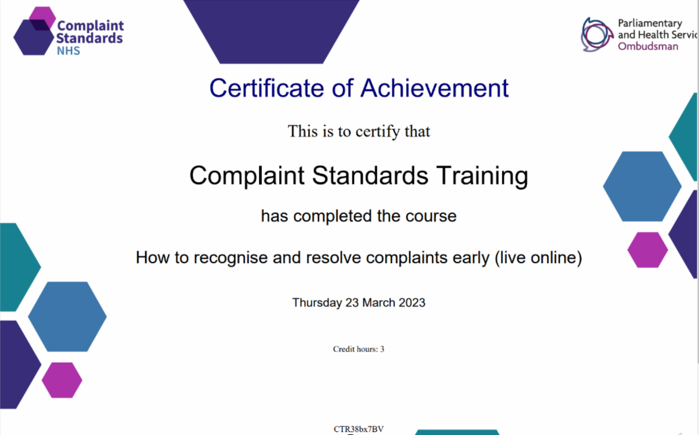 Complaint
Standards
NHS
Parliamentary
and Health Servic
Ombudsman
Certificate of Achievement
This is to certify that
Complaint Standards Training
has completed the course
How to recognise and resolve complaints early (live online)
Thursday 23 March 2023
Credit hours: 3
CTR38bx7BV